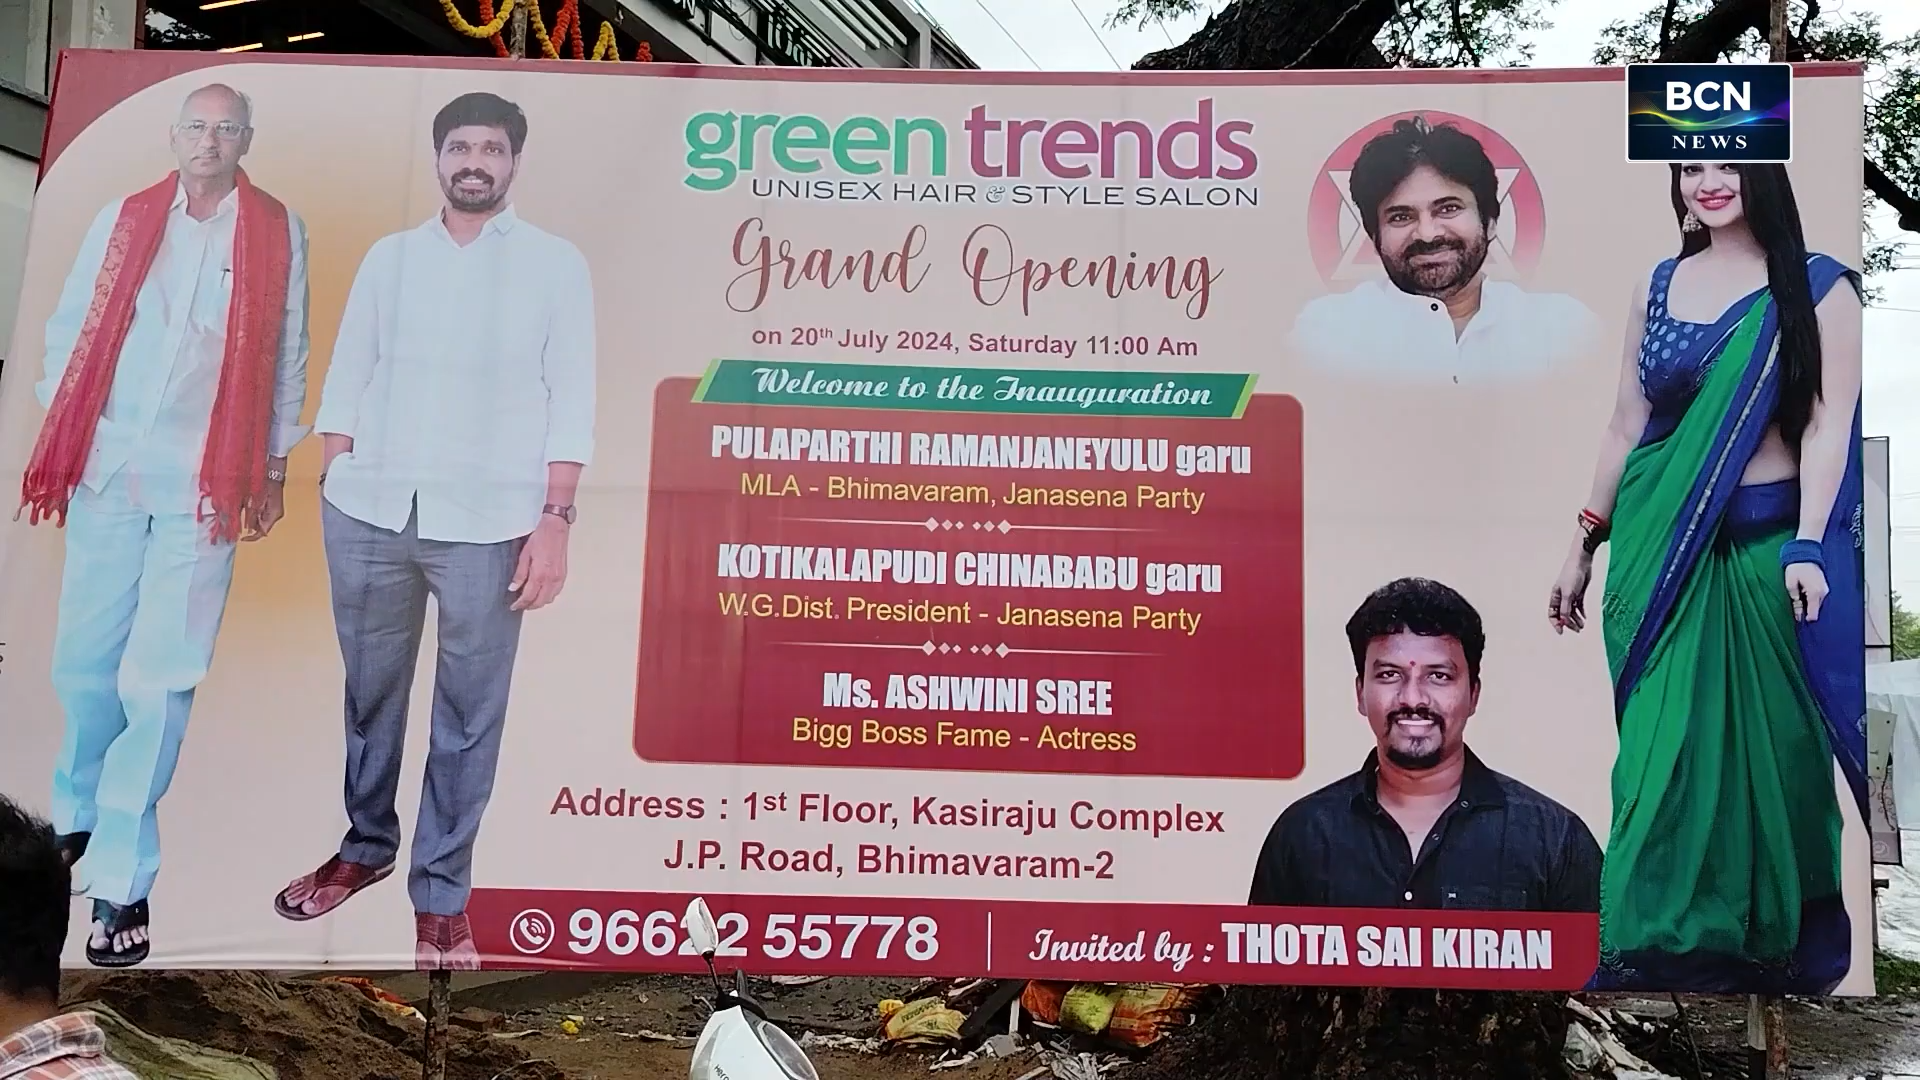 BCN
NEWS
green trends
UNISEX HAIR & STYLE SALON
Grand Opening
on 20th July 2024, Saturday 11:00 Am
Welcome to the Inauguration
PULAPARTHI RAMANJANEYULU garu
MLA - Bhimavaram, Janasena Party
KOTIKALAPUDI CHINABABU garu
W.G.Dist. President - Janasena Party
Ms. ASHWINI SREE
Bigg Boss Fame - Actress
Address : 1st Floor, Kasiraju Complex
J.P. Road, Bhimavaram-2
96622 55778
Invited by : THOTA SAI KIRAN